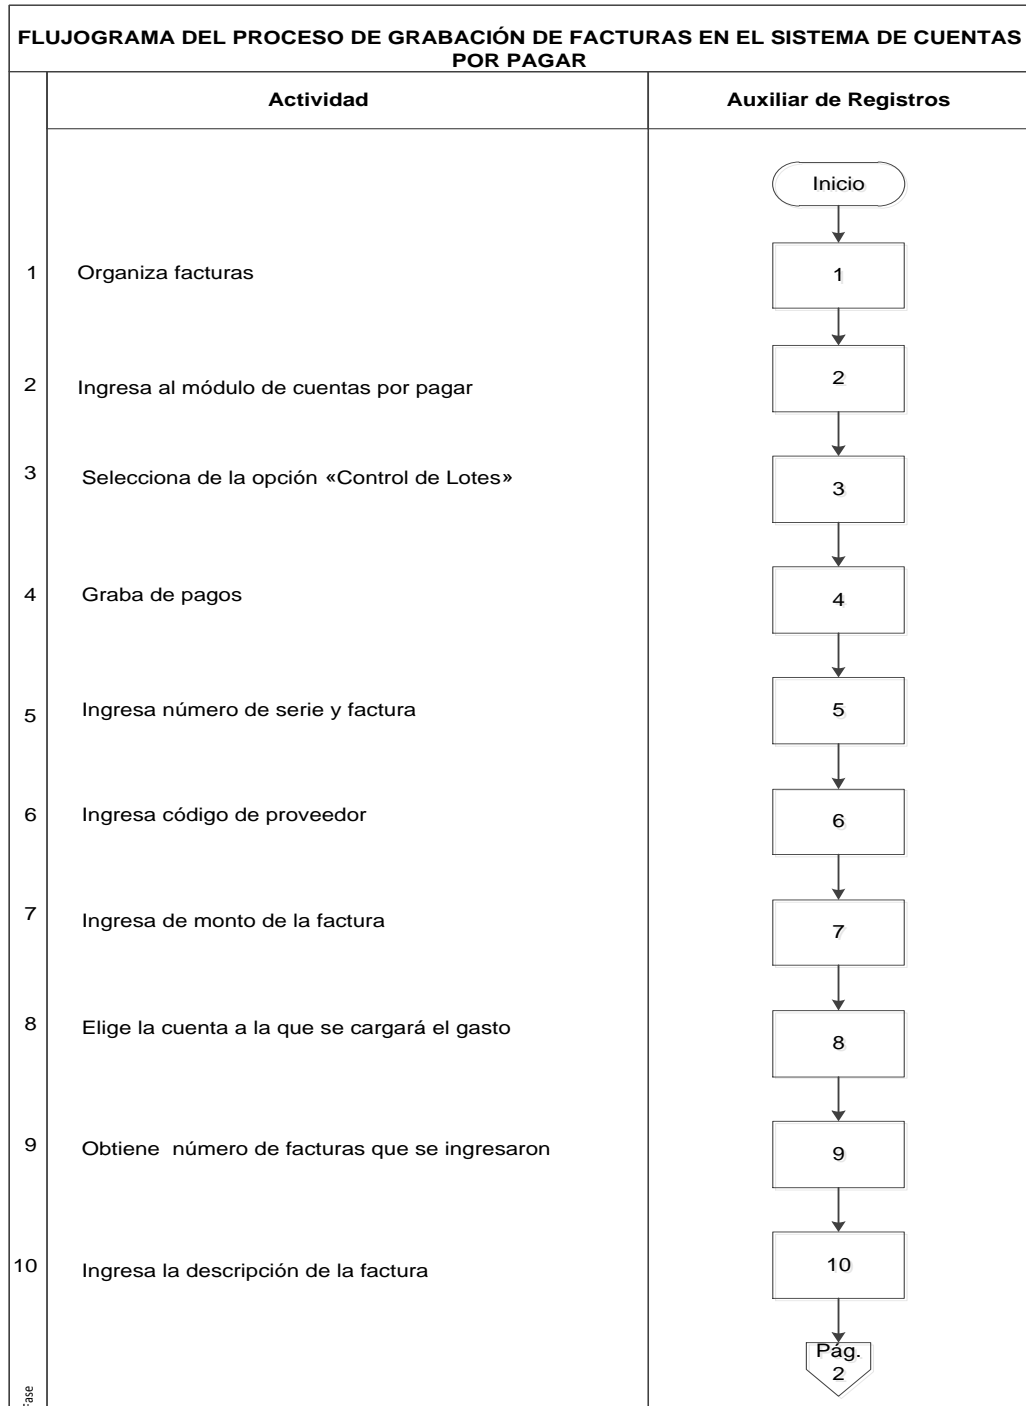 FLUJOGRAMA DEL PROCESO DE GRABACIÓN DE FACTURAS EN EL SISTEMA DE CUENTAS
POR PAGAR
Actividad
Auxiliar de Registros
Inicio
1
Organiza facturas
1
2
Ingresa al módulo de cuentas por pagar
2
3
Selecciona de la opción «Control de Lotes»
3
4
Graba de pagos
4
5
Ingresa número de serie y factura
5
6
Ingresa código de proveedor
6
7
Ingresa de monto de la factura
7
8
Elige la cuenta a la que se cargará el gasto
8
9
Obtiene  número de facturas que se ingresaron
9
10
Ingresa la descripción de la factura
10
Pág.
2
Fase